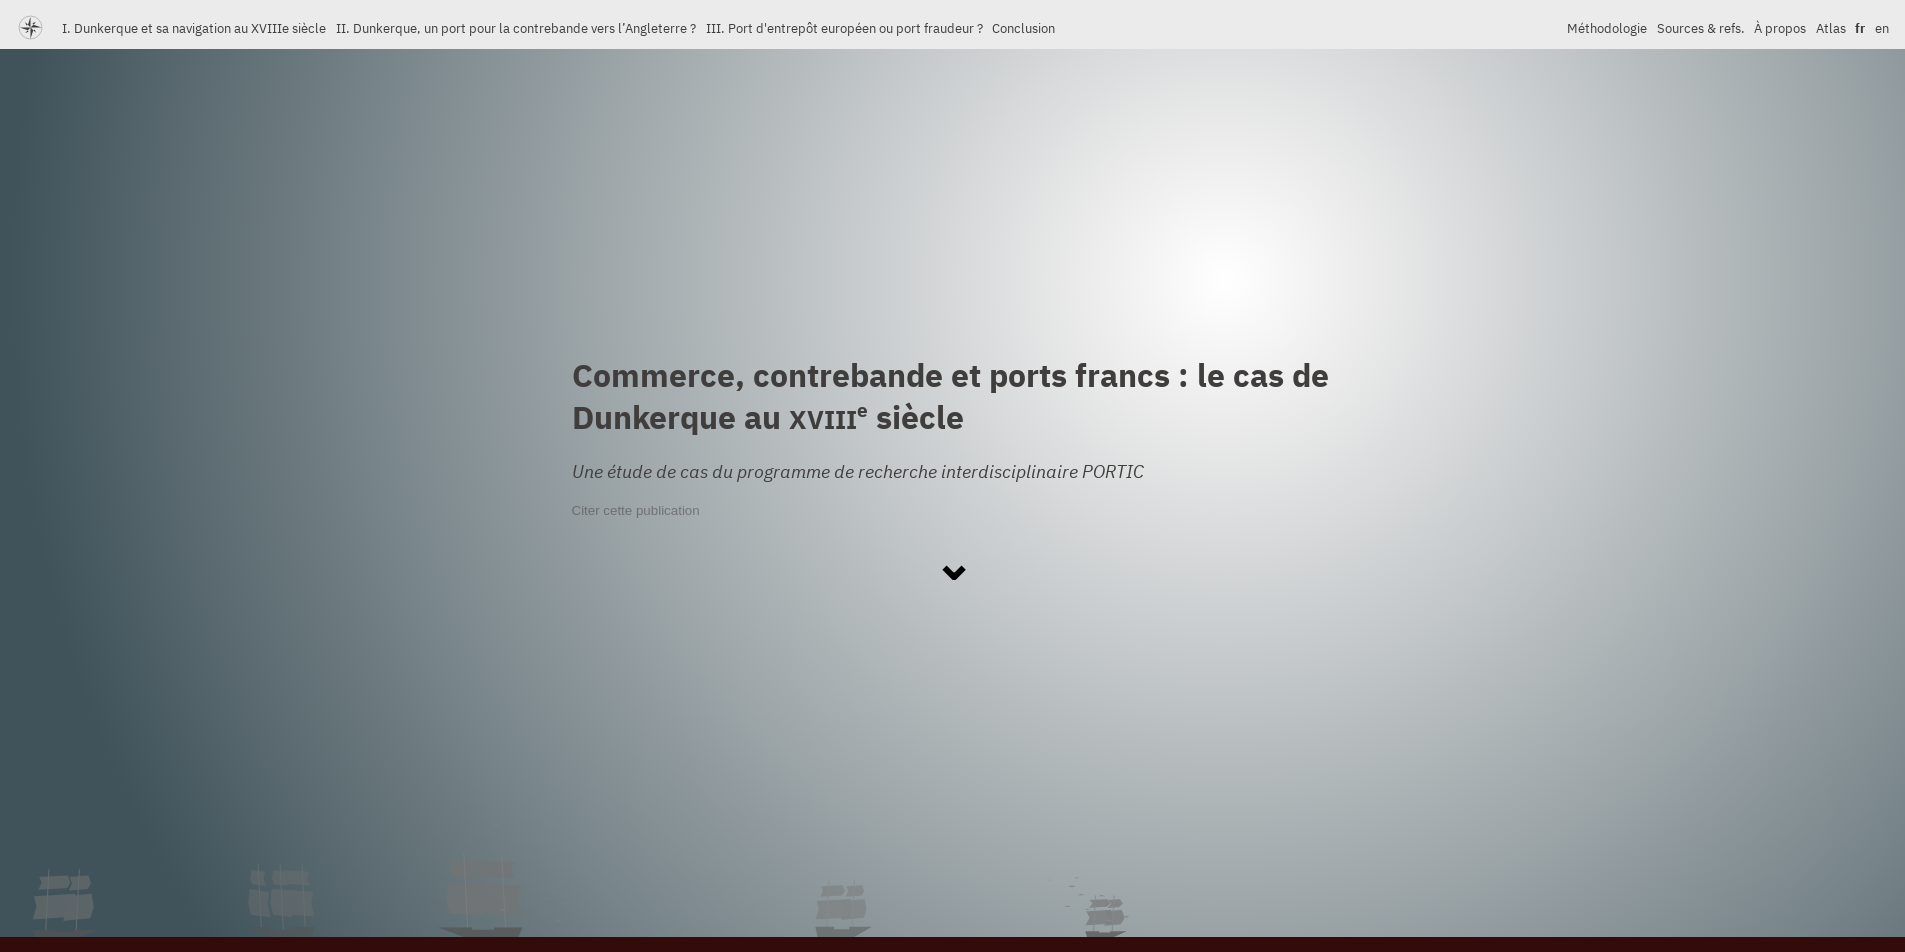 I. Dunkerque et sa navigation au XVIIIe siècle II. Dunkerque, un port pour la contrebande vers l’Angleterre ? III. Port d'entrepôt européen ou port fraudeur ? Conclusion Méthodologie Sources & refs. À propos Atlas fr en
Commerce, contrebande et ports francs : le cas de
Dunkerque au XVIIIe siècle
Une étude de cas du programme de recherche interdisciplinaire PORTIC
Citer cette publication